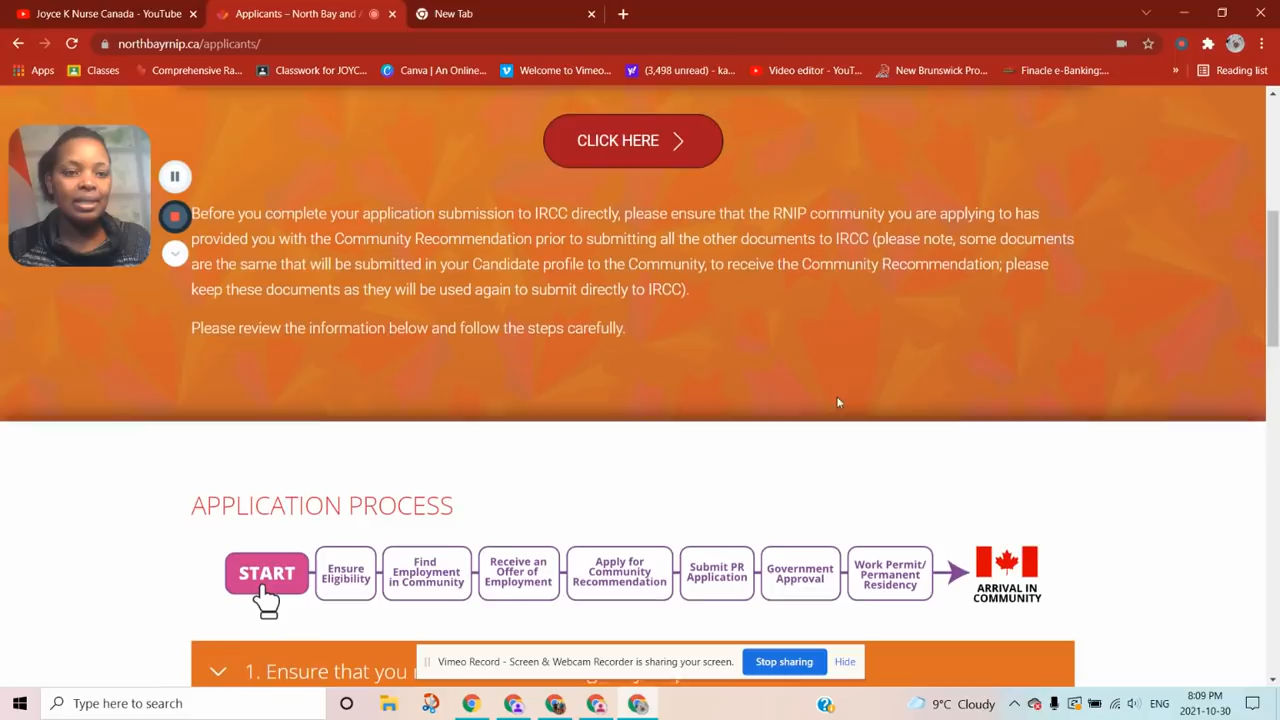 Joyce K Nurse Canada - YouTube
Applicants – North Bay and
New Tab
northbayrnip.ca/applicants/
Apps
Classes
Comprehensive Ra...
Classwork for JOYC...
Canva | An Online...
Welcome to Vimeo...
(3,498 unread) - ka...
Video editor - YouT...
New Brunswick Pro...
Finacle e-Banking:...
»
Reading list
CLICK HERE
Before you complete your application submission to IRCC directly, please ensure that the RNIP community you are applying to has
provided you with the Community Recommendation prior to submitting all the other documents to IRCC (please note, some documents
are the same that will be submitted in your Candidate profile to the Community, to receive the Community Recommendation; please
keep these documents as they will be used again to submit directly to IRCC).
Please review the information below and follow the steps carefully.
APPLICATION PROCESS
START
Ensure
Eligibility
Find
Employment
in Community
Receive an
Offer of
Employment
Apply for
Community
Recommendation
Submit PR
Application
Government
Approval
Work Permit/
Permanent
Residency
ARRIVAL IN
COMMUNITY
1. Ensure that you
Vimeo Record - Screen & Webcam Recorder is sharing your screen.
Stop sharing
Hide
Type here to search
9°C Cloudy
ENG
8:09 PM
2021-10-30